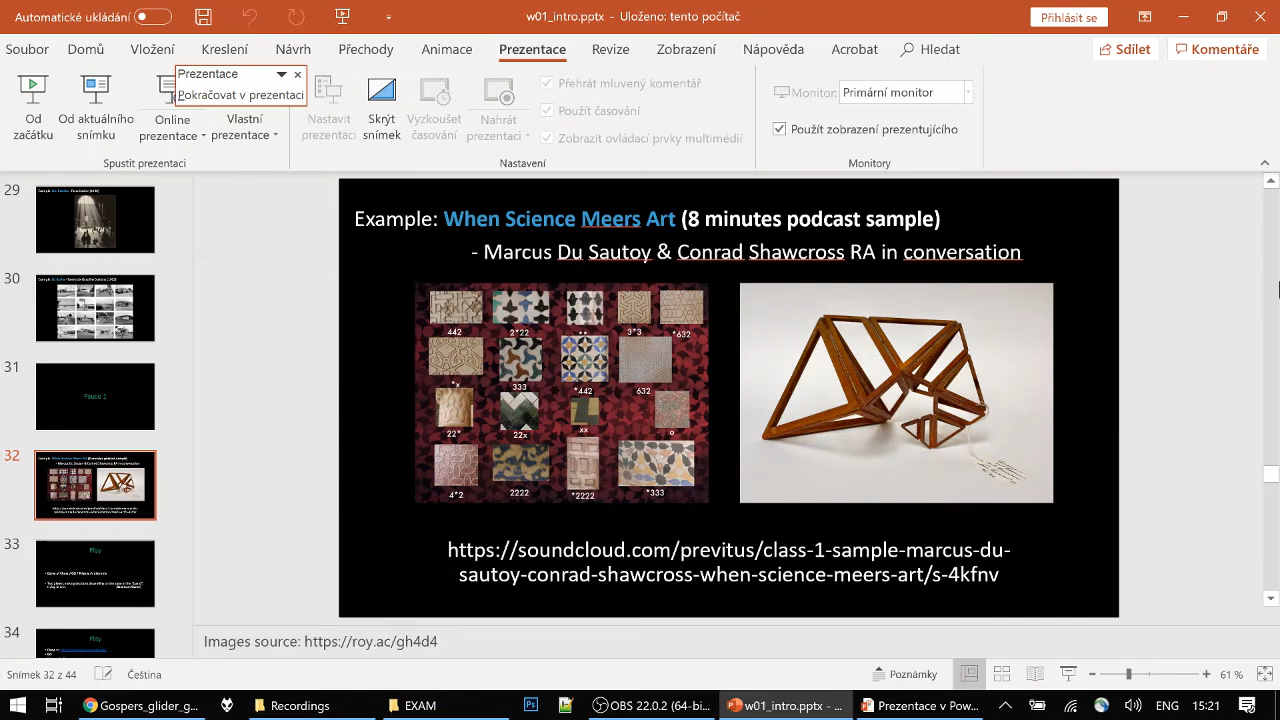 Automatické ukládání
w01_intro.pptx - Uloženo: tento počítač
Přihlásit se
Soubor Domů Vložení Kreslení Návrh Přechody Animace Prezentace Revize Zobrazení Nápověda Acrobat Hledat
Sdílet Komentáře
Prezentace
Pokračovat v prezentaci
Od začátku
Od aktuálního snímku
Online prezentace
Vlastní prezentace
Spustit prezentaci
Nastavit prezentaci
Skrýt snímek
Vyzkoušet časování
Nahrát prezentaci
Přehrát mluvený komentář
Použít časování
Zobrazit ovládací prvky multimédií
Nastavení
Monitor: Primární monitor
Použít zobrazení prezentujícího
Monitory
29
30
31
Pauza 1
32
33
Play
34
Play
Example: When Science Meers Art (8 minutes podcast sample)
- Marcus Du Sautoy & Conrad Shawcross RA in conversation
442 2*22 ** 3*3 *632
*x 333 *442 632
22* 22x xx o
4*2 2222 *2222 *333
https://soundcloud.com/previtus/class-1-sample-marcus-du-
sautoy-conrad-shawcross-when-science-meers-art/s-4kfnv
Images source: https://roy.ac/gh4d4
Snímek 32 z 44 Čeština Poznámky 61 %
Gospers_glider_g... Recordings EXAM OBS 22.0.2 (64-bi... w01_intro.pptx - ... Prezentace v Pow... ENG 15:21